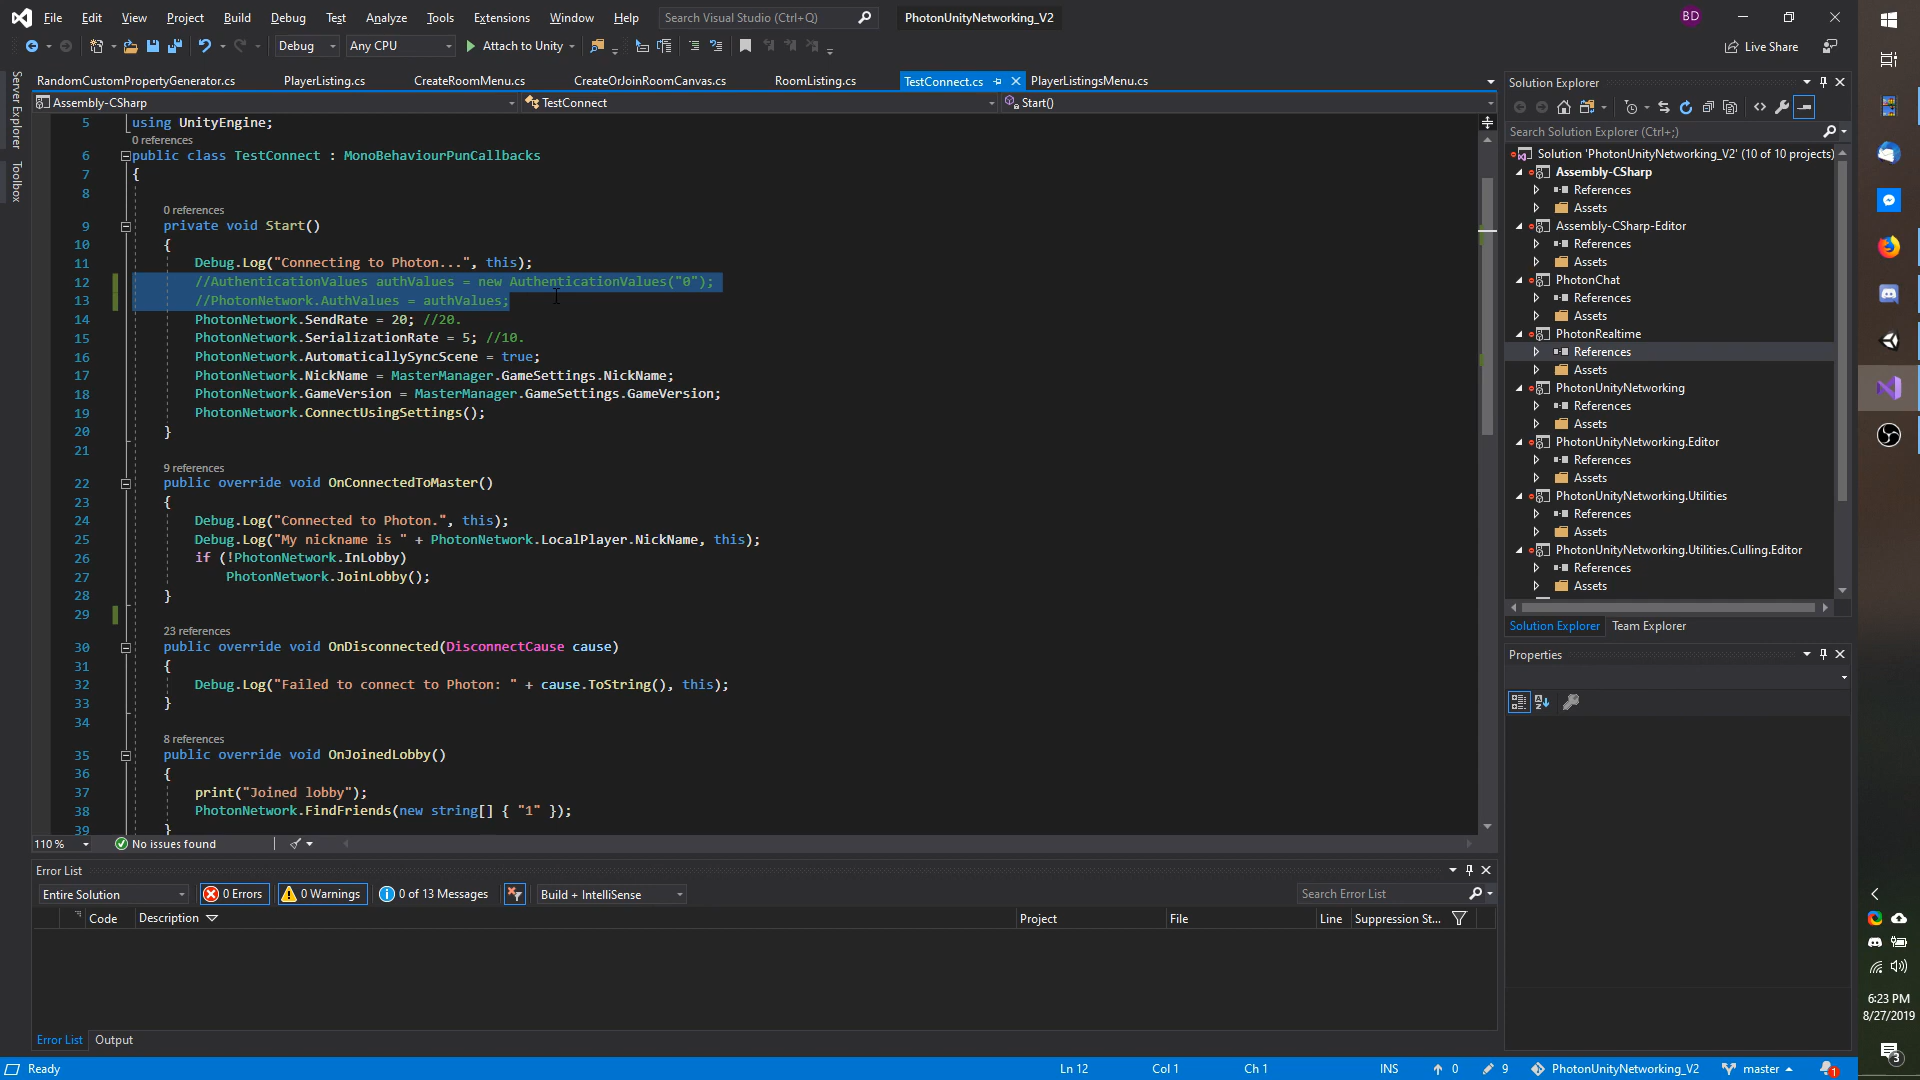 File Edit View Project Build Debug Test Analyze Tools Extensions Window Help Search Visual Studio (Ctrl+Q) PhotonUnityNetworking_V2 BD
Debug Any CPU Attach to Unity Live Share
RandomCustomPropertyGenerator.cs PlayerListing.cs CreateRoomMenu.cs CreateOrJoinRoomCanvas.cs RoomListing.cs TestConnect.cs PlayerListingsMenu.cs
Assembly-CSharp TestConnect Start()
Server Explorer
Toolbox
5 using UnityEngine;
0 references
6 public class TestConnect : MonoBehaviourPunCallbacks
7 {
8
0 references
9 private void Start()
10 {
11 Debug.Log("Connecting to Photon...", this);
12 //AuthenticationValues authValues = new AuthenticationValues("0");
13 //PhotonNetwork.AuthValues = authValues;
14 PhotonNetwork.SendRate = 20; //20.
15 PhotonNetwork.SerializationRate = 5; //10.
16 PhotonNetwork.AutomaticallySyncScene = true;
17 PhotonNetwork.NickName = MasterManager.GameSettings.NickName;
18 PhotonNetwork.GameVersion = MasterManager.GameSettings.GameVersion;
19 PhotonNetwork.ConnectUsingSettings();
20 }
21
9 references
22 public override void OnConnectedToMaster()
23 {
24 Debug.Log("Connected to Photon.", this);
25 Debug.Log("My nickname is " + PhotonNetwork.LocalPlayer.NickName, this);
26 if (!PhotonNetwork.InLobby)
27 PhotonNetwork.JoinLobby();
28 }
29
23 references
30 public override void OnDisconnected(DisconnectCause cause)
31 {
32 Debug.Log("Failed to connect to Photon: " + cause.ToString(), this);
33 }
34
8 references
35 public override void OnJoinedLobby()
36 {
37 print("Joined lobby");
38 PhotonNetwork.FindFriends(new string[] { "1" });
39 }
110 % No issues found
Error List
Entire Solution 0 Errors 0 Warnings 0 of 13 Messages Build + IntelliSense Search Error List
Code Description Project File Line Suppression St...
Error List Output
Ready Ln 12 Col 1 Ch 1 INS 0 9 PhotonUnityNetworking_V2 master 1
Solution Explorer
Search Solution Explorer (Ctrl+;)
Solution 'PhotonUnityNetworking_V2' (10 of 10 projects)
Assembly-CSharp
References
Assets
Assembly-CSharp-Editor
References
Assets
PhotonChat
References
Assets
PhotonRealtime
References
Assets
PhotonUnityNetworking
References
Assets
PhotonUnityNetworking.Editor
References
Assets
PhotonUnityNetworking.Utilities
References
Assets
PhotonUnityNetworking.Utilities.Culling.Editor
References
Assets
Solution Explorer Team Explorer
Properties
6:23 PM
8/27/2019
3